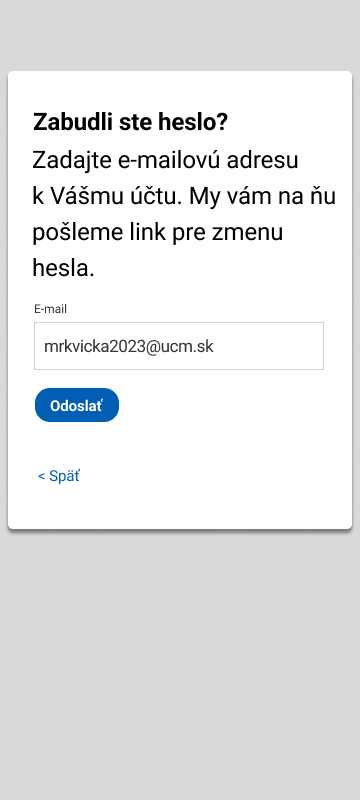 Zabudli ste heslo?
Zadajte e-mailovú adresu
k Vášmu účtu. My vám na ňu
pošleme link pre zmenu
hesla.
E-mail
mrkvicka2023@ucm.sk
Odoslať
< Späť